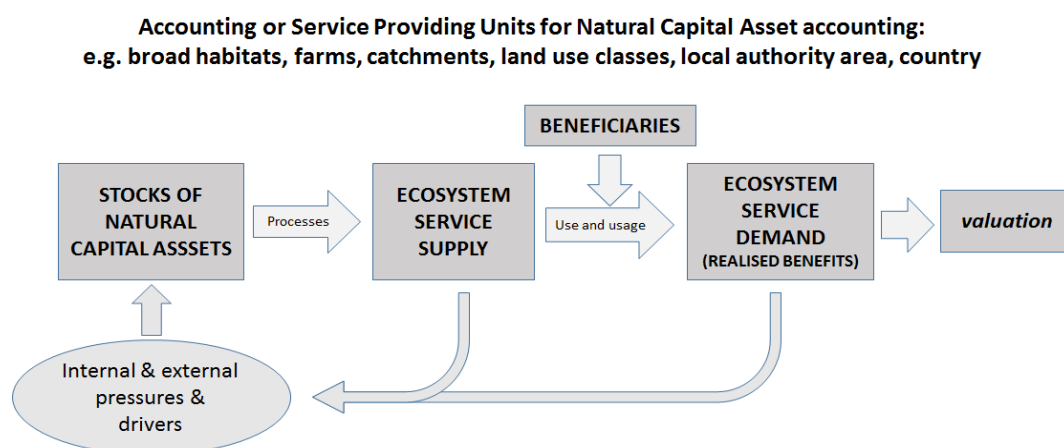 Accounting or Service Providing Units for Natural Capital Asset accounting:
e.g. broad habitats, farms, catchments, land use classes, local authority area, country
BENEFICIARIES
STOCKS OF
NATURAL
CAPITAL ASSSETS
Processes
ECOSYSTEM
SERVICE
SUPPLY
Use and usage
ECOSYSTEM
SERVICE
DEMAND
(REALISED BENEFITS)
valuation
Internal & external
pressures &
drivers